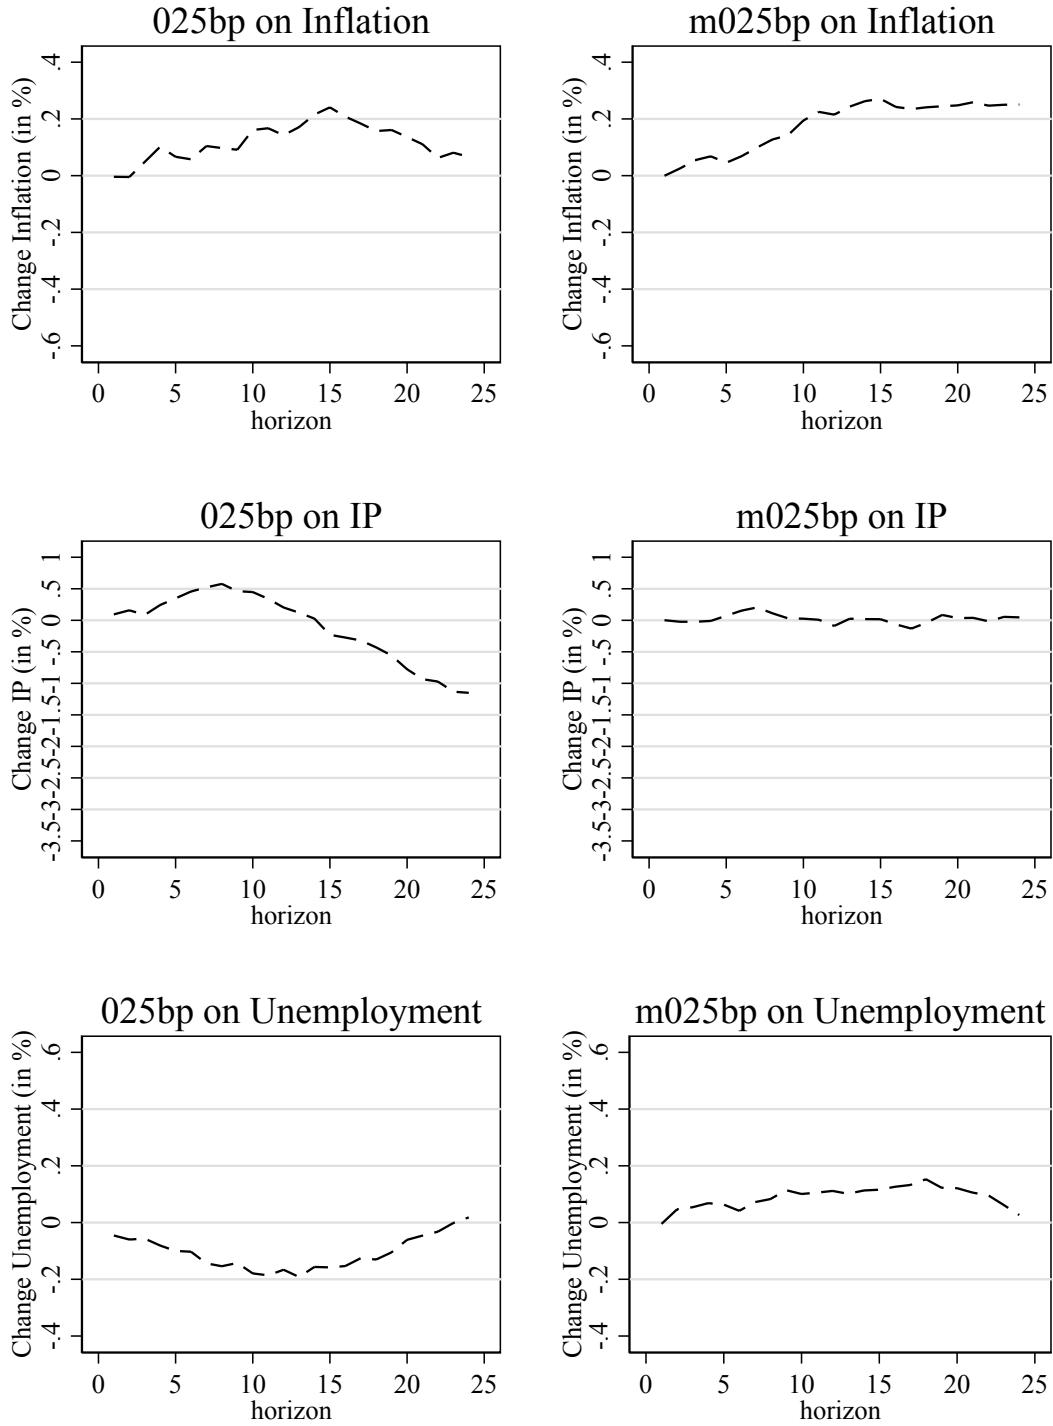 025bp on Inflation
Change Inflation (in %)
.4
.2
0
-.2
-.4
-.6
0 5 10 15 20 25
horizon
m025bp on Inflation
Change Inflation (in %)
.4
.2
0
-.2
-.4
-.6
0 5 10 15 20 25
horizon
025bp on IP
Change IP (in %)
1
.5
0
-.5
-1
-1.5
-2
-2.5
-3
-3.5
0 5 10 15 20 25
horizon
m025bp on IP
Change IP (in %)
1
.5
0
-.5
-1
-1.5
-2
-2.5
-3
-3.5
0 5 10 15 20 25
horizon
025bp on Unemployment
Change Unemployment (in %)
.6
.4
.2
0
-.2
-.4
0 5 10 15 20 25
horizon
m025bp on Unemployment
Change Unemployment (in %)
.6
.4
.2
0
-.2
-.4
0 5 10 15 20 25
horizon